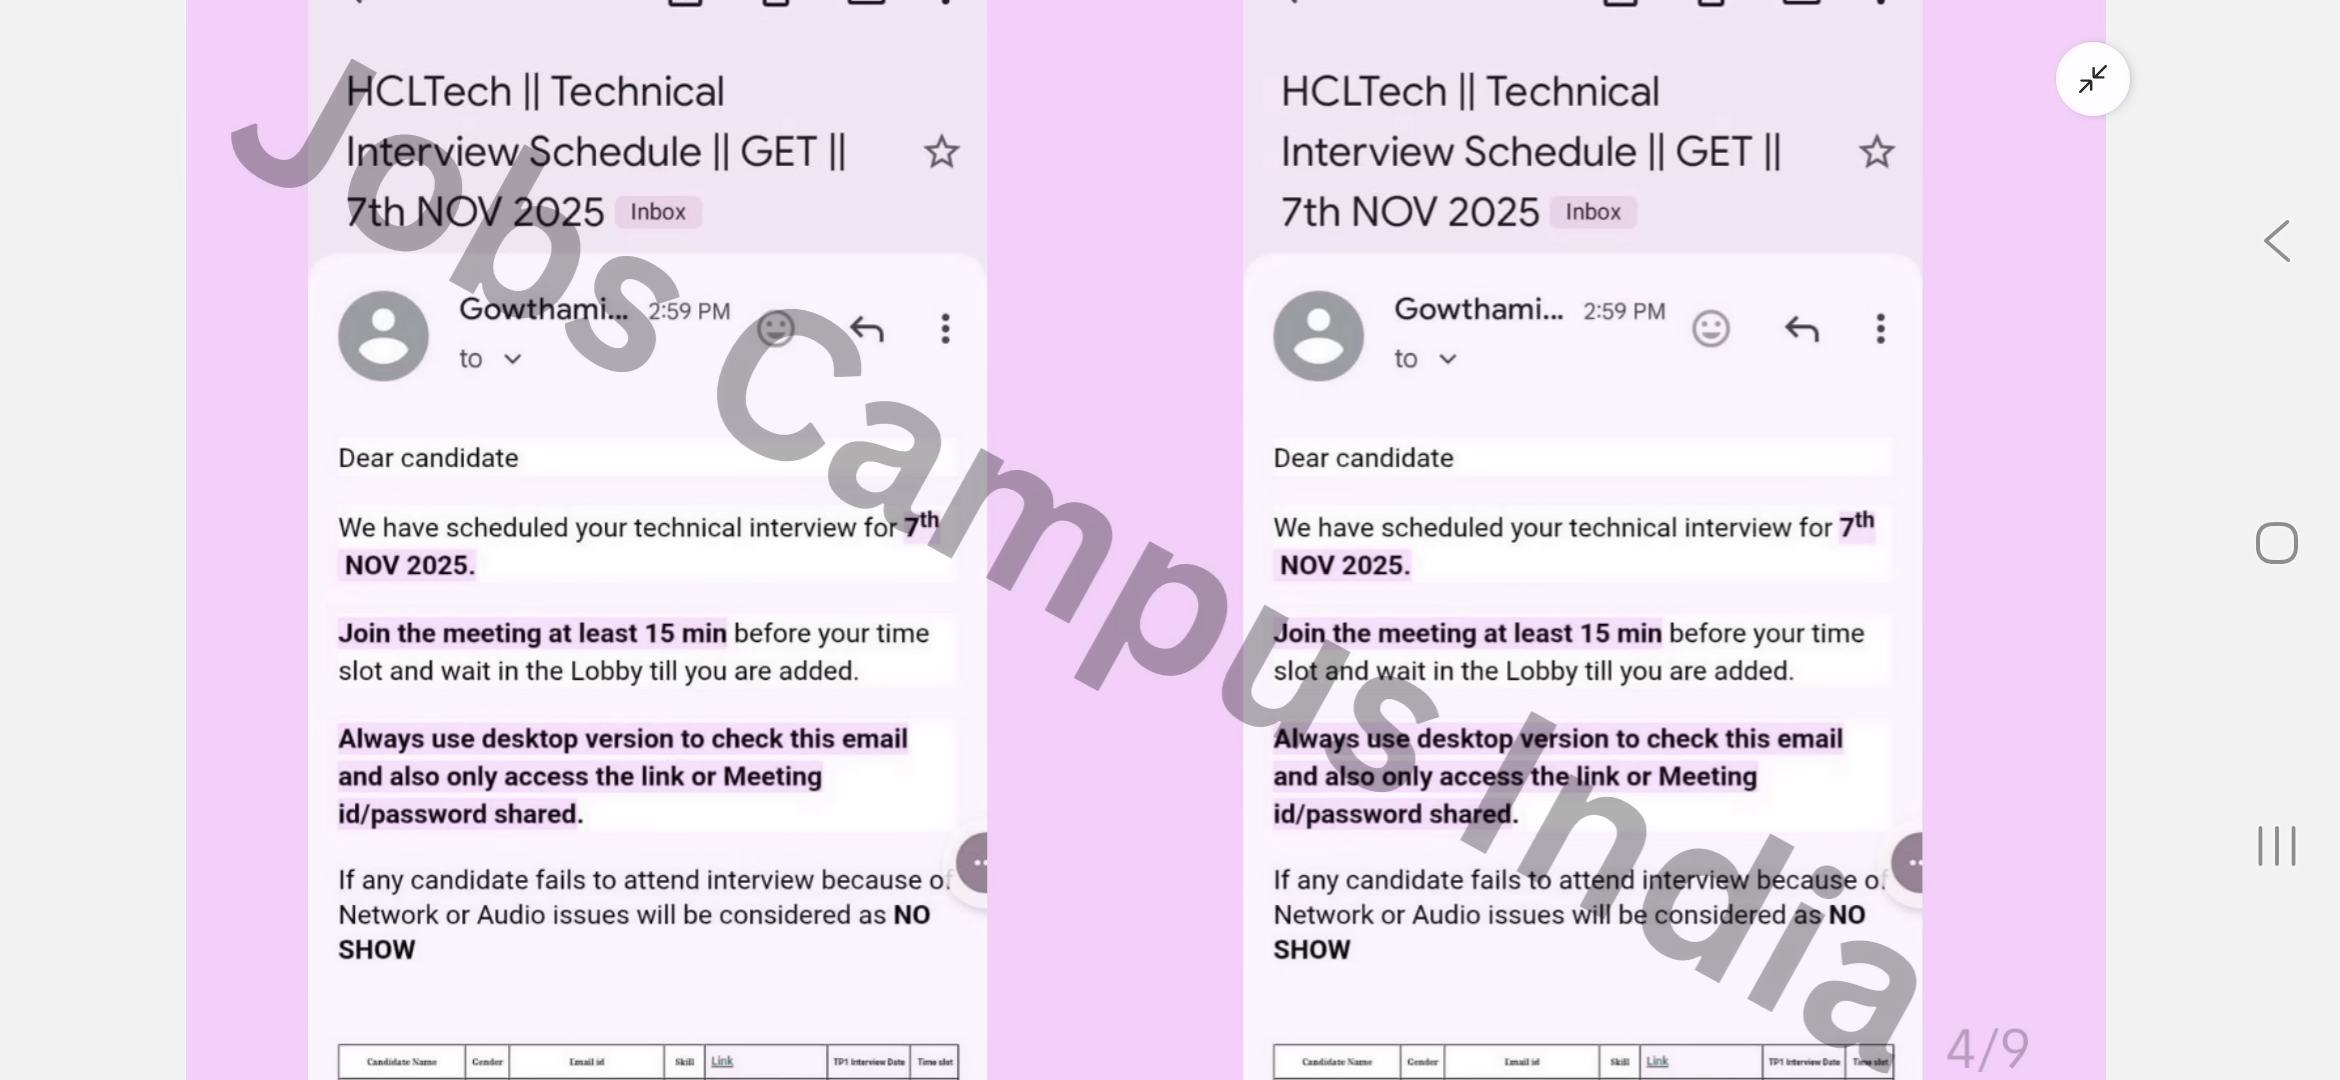 HCLTech || Technical
Interview Schedule || GET ||
7th NOV 2025 Inbox
Gowthami... 2:59 PM
to
Dear candidate
We have scheduled your technical interview for 7th
NOV 2025.
Join the meeting at least 15 min before your time
slot and wait in the Lobby till you are added.
Always use desktop version to check this email
and also only access the link or Meeting
id/password shared.
If any candidate fails to attend interview because of
Network or Audio issues will be considered as NO
SHOW
Candidate Name Gender Email id Skill Link TP1 Interview Date Time slot
HCLTech || Technical
Interview Schedule || GET ||
7th NOV 2025 Inbox
Gowthami... 2:59 PM
to
Dear candidate
We have scheduled your technical interview for 7th
NOV 2025.
Join the meeting at least 15 min before your time
slot and wait in the Lobby till you are added.
Always use desktop version to check this email
and also only access the link or Meeting
id/password shared.
If any candidate fails to attend interview because of
Network or Audio issues will be considered as NO
SHOW
Candidate Name Gender Email id Skill Link TP1 Interview Date Time slot
Jobs Campus India
4/9